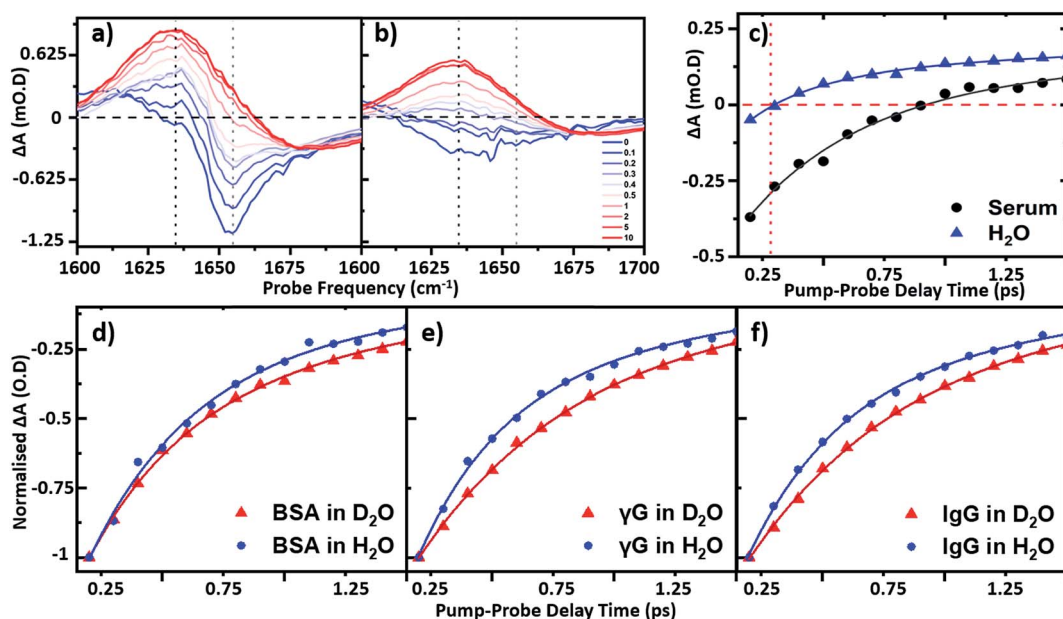 a)
b)
c)
ΔA (mO.D)
0.625
0
-0.625
-1.25
1600
1625
1650
1675
1600
1625
1650
1675
1700
Probe Frequency (cm⁻¹)
0
0.1
0.2
0.3
0.4
0.5
1
2
5
10
ΔA (mO.D)
0.25
0
-0.25
-0.5
Serum
H₂O
0.25
0.75
1.25
Pump-Probe Delay Time (ps)
d)
e)
f)
Normalised ΔA (O.D)
-0.25
-0.5
-0.75
-1
BSA in D₂O
BSA in H₂O
γG in D₂O
γG in H₂O
IgG in D₂O
IgG in H₂O
0.25
0.75
1.25
0.25
0.75
1.25
0.25
0.75
1.25
Pump-Probe Delay Time (ps)